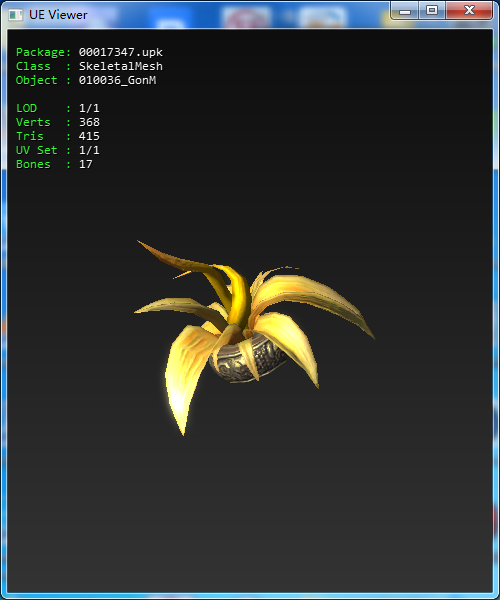 UE Viewer
Package: 00017347.upk
Class : SkeletalMesh
Object : 010036_GonM
LOD : 1/1
Verts : 368
Tris : 415
UV Set : 1/1
Bones : 17